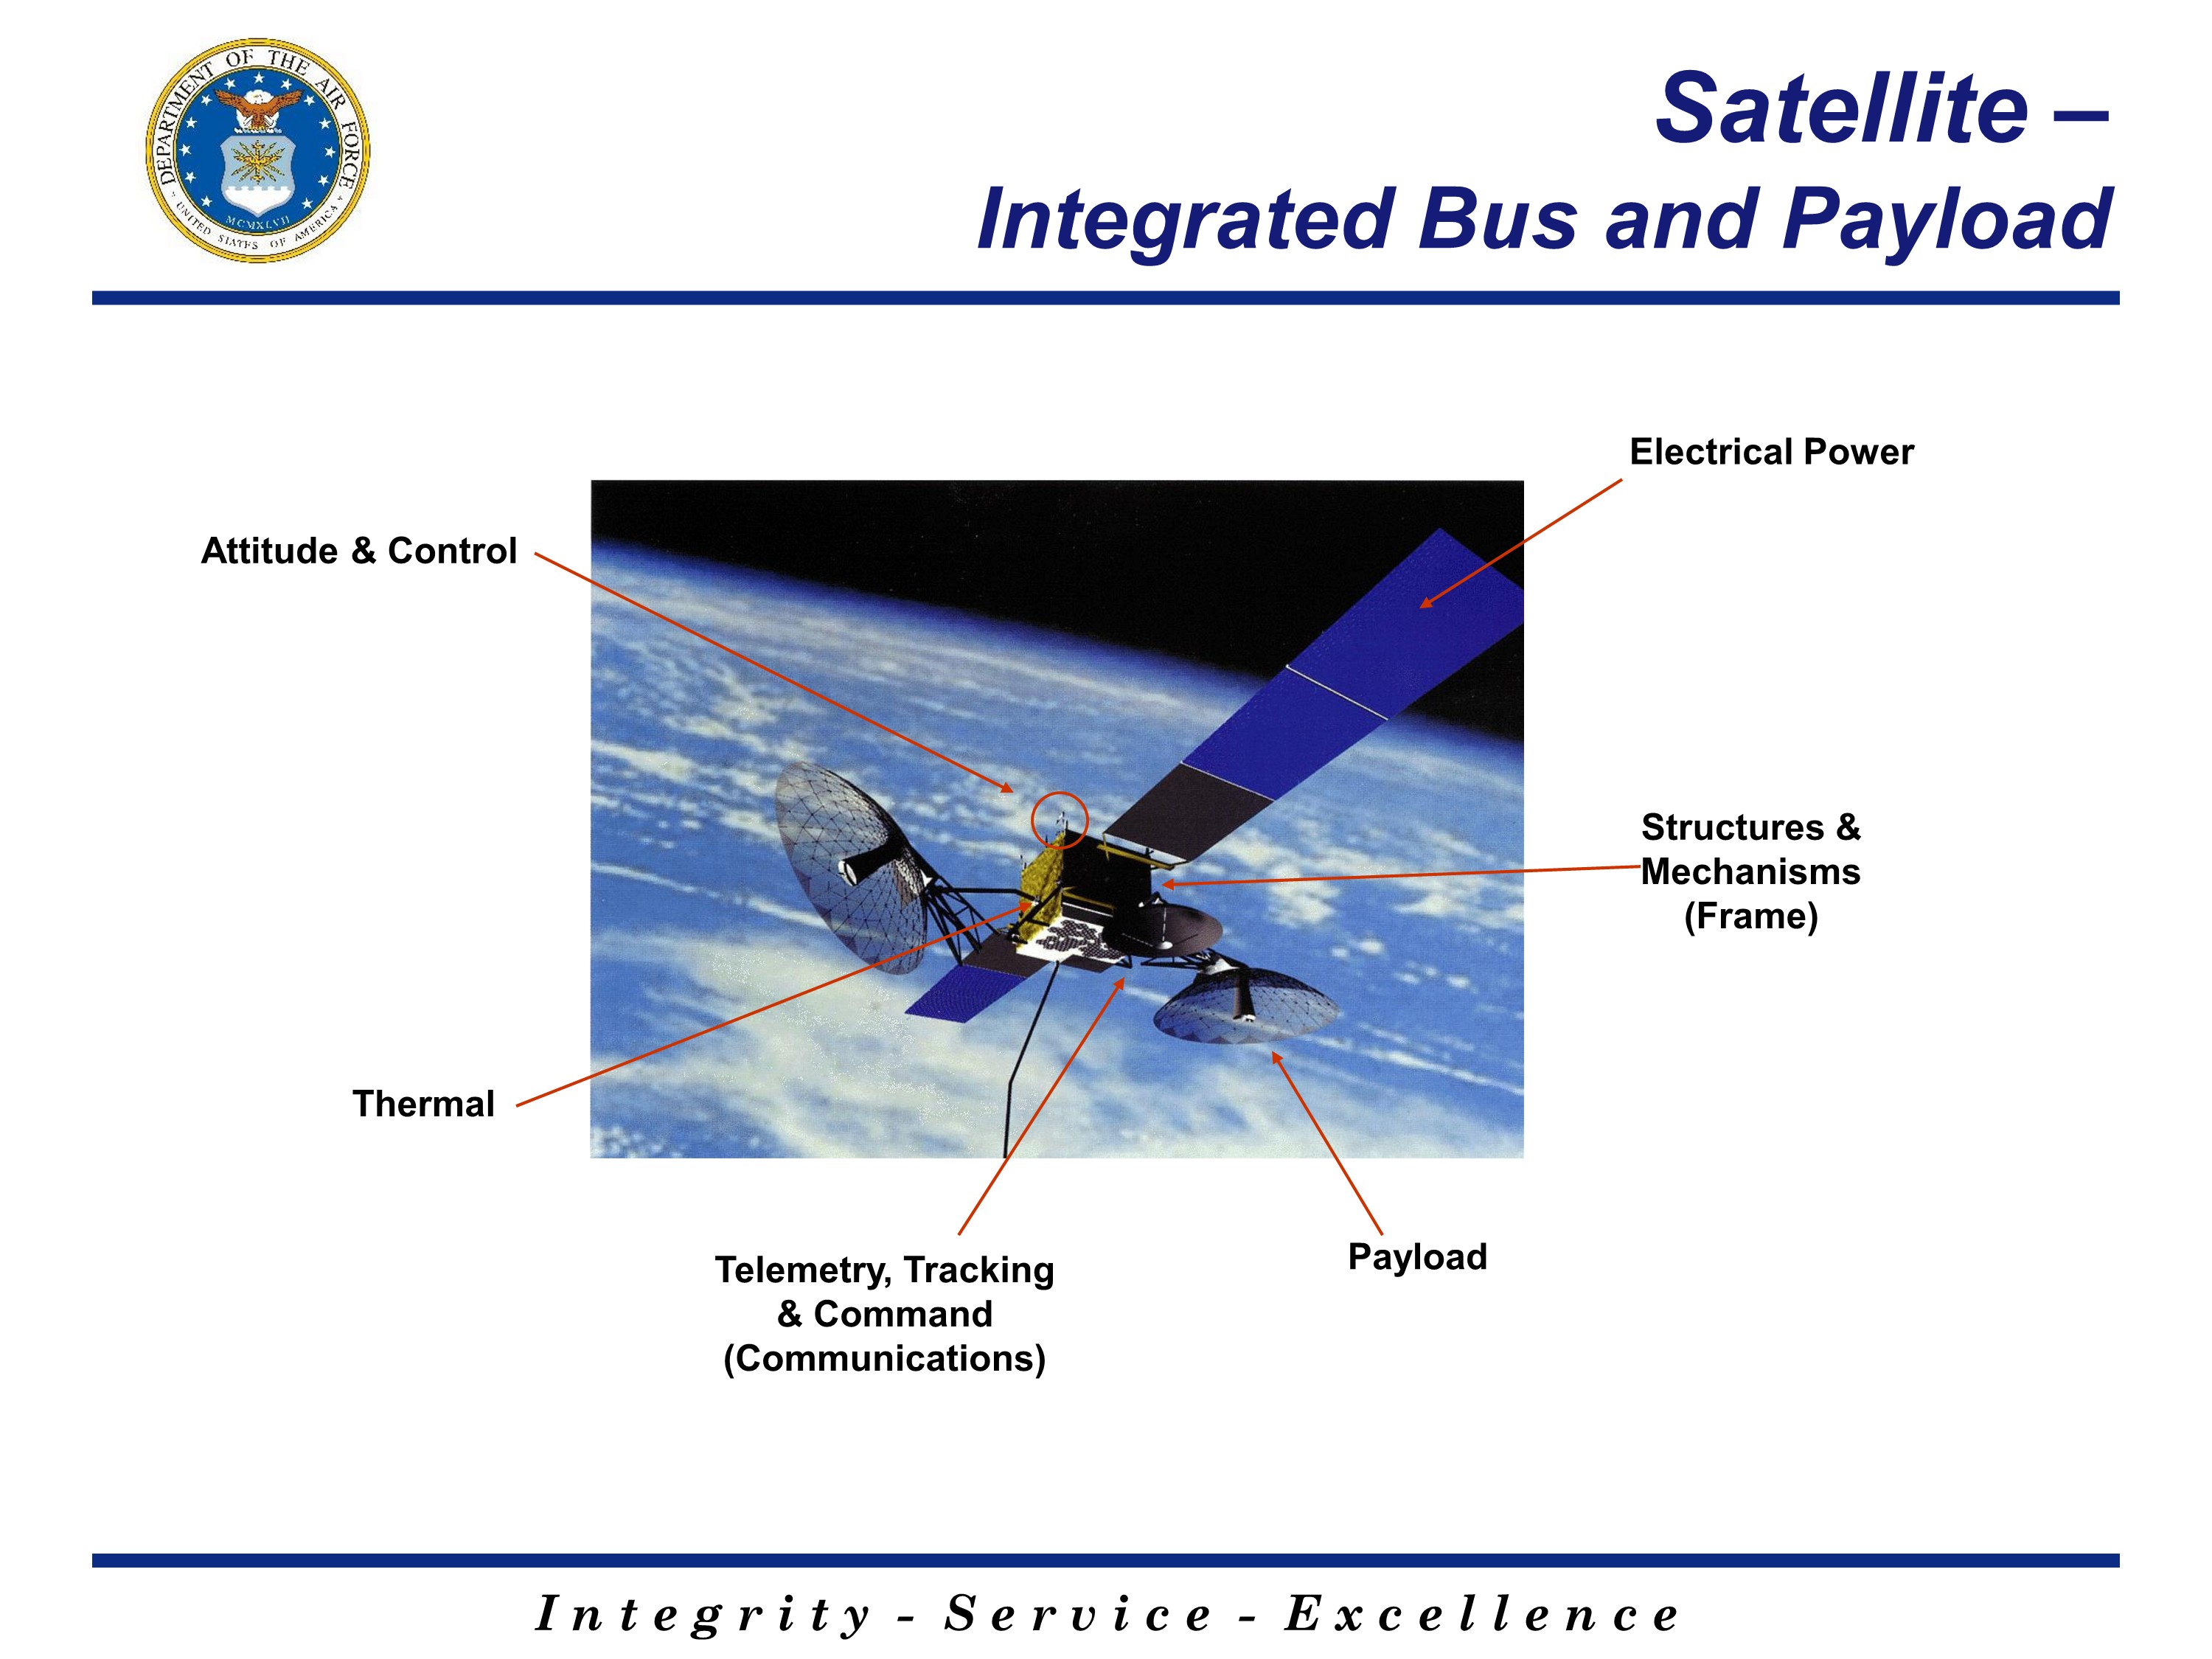 DEPARTMENT OF THE AIR FORCE
MCMXLVII
UNITED STATES OF AMERICA
Satellite –
Integrated Bus and Payload
Electrical Power
Attitude & Control
Structures &
Mechanisms
(Frame)
Thermal
Telemetry, Tracking
& Command
(Communications)
Payload
Integrity - Service - Excellence